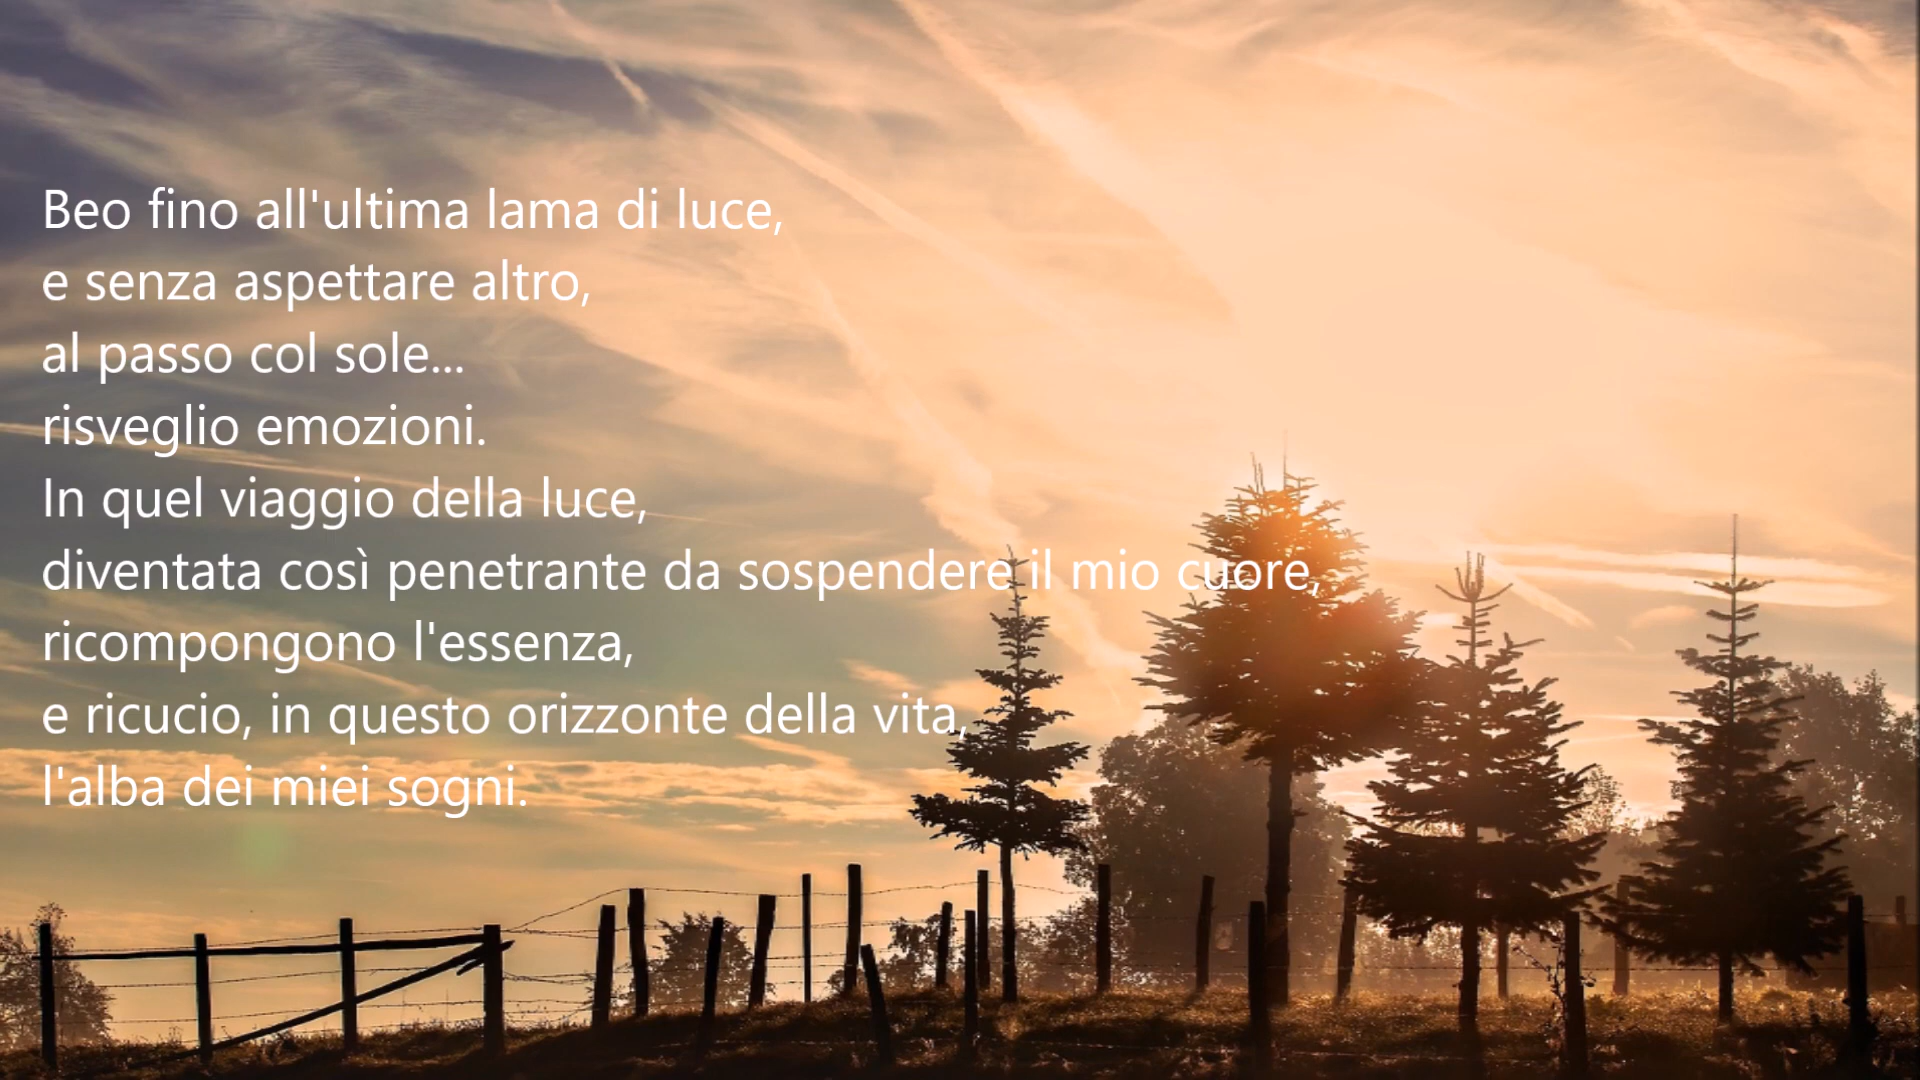 Beo fino all'ultima lama di luce,
e senza aspettare altro,
al passo col sole...
risveglio emozioni.
In quel viaggio della luce,
diventata così penetrante da sospendere il mio cuore,
ricompongono l'essenza,
e ricucio, in questo orizzonte della vita,
l'alba dei miei sogni.